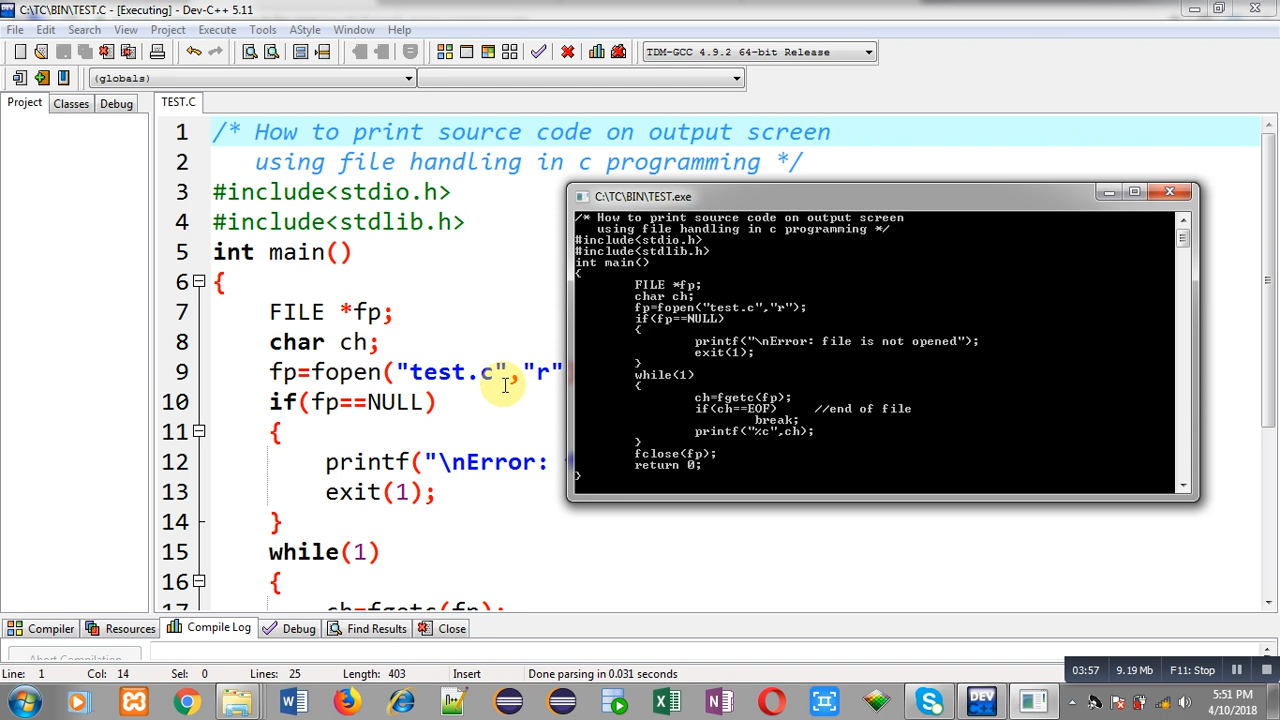 C:\TC\BIN\TEST.C - [Executing] - Dev-C++ 5.11
File Edit Search View Project Execute Tools AStyle Window Help
TDM-GCC 4.9.2 64-bit Release
(globals)
Project Classes Debug TEST.C
1 /* How to print source code on output screen
2 using file handling in c programming */
3 #include<stdio.h>
4 #include<stdlib.h>
5 int main()
6 {
7 FILE *fp;
8 char ch;
9 fp=fopen("test.c","r"
10 if(fp==NULL)
11 {
12 printf("\nError:
13 exit(1);
14 }
15 while(1)
16 {
17 ch=fgetc(fp);
C:\TC\BIN\TEST.exe
/* How to print source code on output screen
using file handling in c programming */
#include<stdio.h>
#include<stdlib.h>
int main()
{
FILE *fp;
char ch;
fp=fopen("test.c","r");
if(fp==NULL)
{
printf("\nError: file is not opened");
exit(1);
}
while(1)
{
ch=fgetc(fp);
if(ch==EOF) //end of file
break;
printf("%c",ch);
}
fclose(fp);
return 0;
}
Compiler Resources Compile Log Debug Find Results Close
Abort Compilation
Line: 1 Col: 14 Sel: 0 Lines: 25 Length: 403 Insert Done parsing in 0.031 seconds
03:57 9.19 Mb F11: Stop
DEV
5:51 PM
4/10/2018